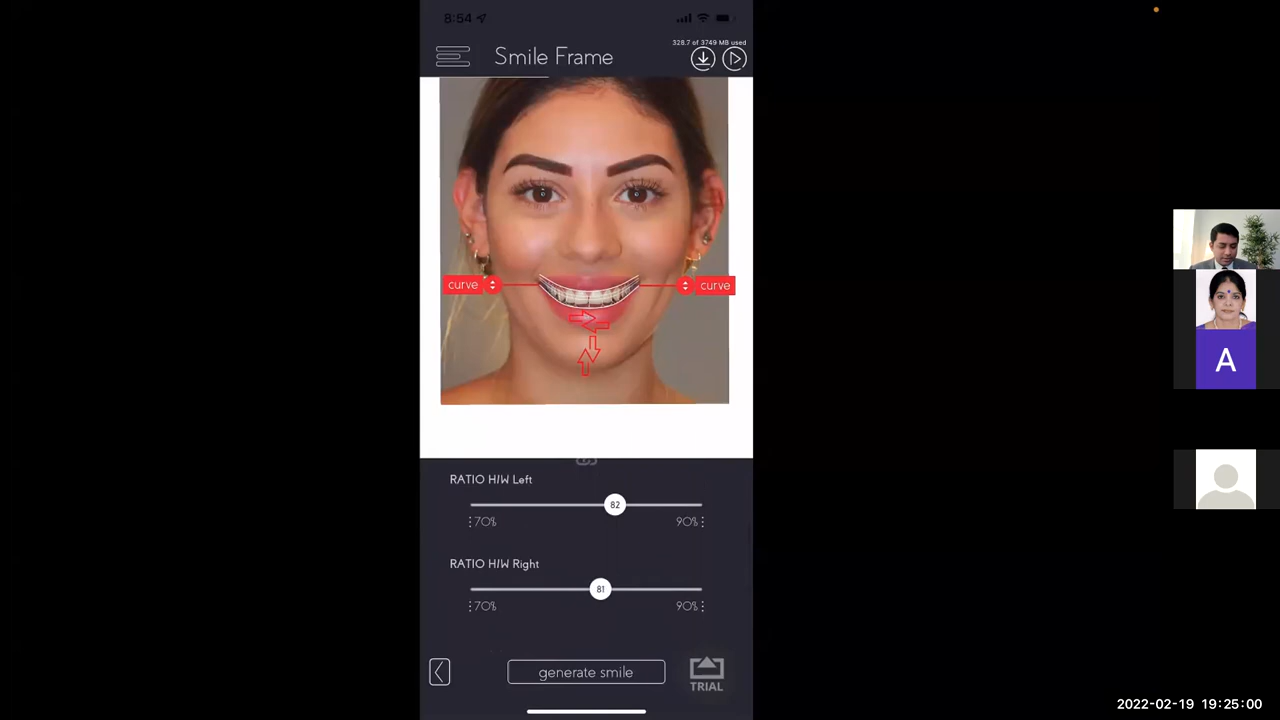 8:54
328.7 of 3749 MB used
Smile Frame
curve
curve
RATIO H/W Left
82
70%
90%
RATIO H/W Right
81
70%
90%
generate smile
TRIAL
A
2022-02-19 19:25:00